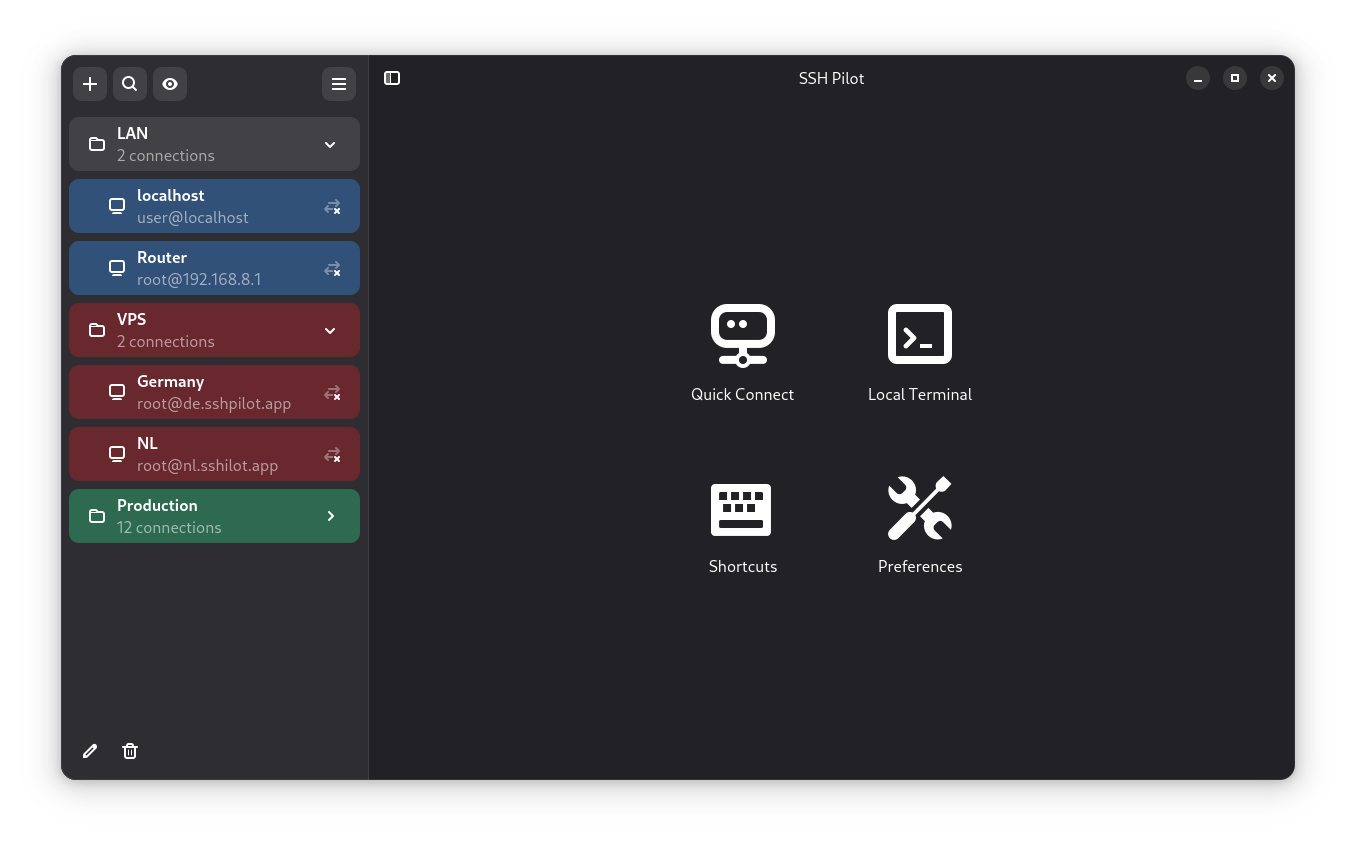 SSH Pilot
LAN
2 connections
localhost
user@localhost
Router
root@192.168.8.1
VPS
2 connections
Germany
root@de.sshpilot.app
NL
root@nl.sshilot.app
Production
12 connections
Quick Connect
Local Terminal
Shortcuts
Preferences